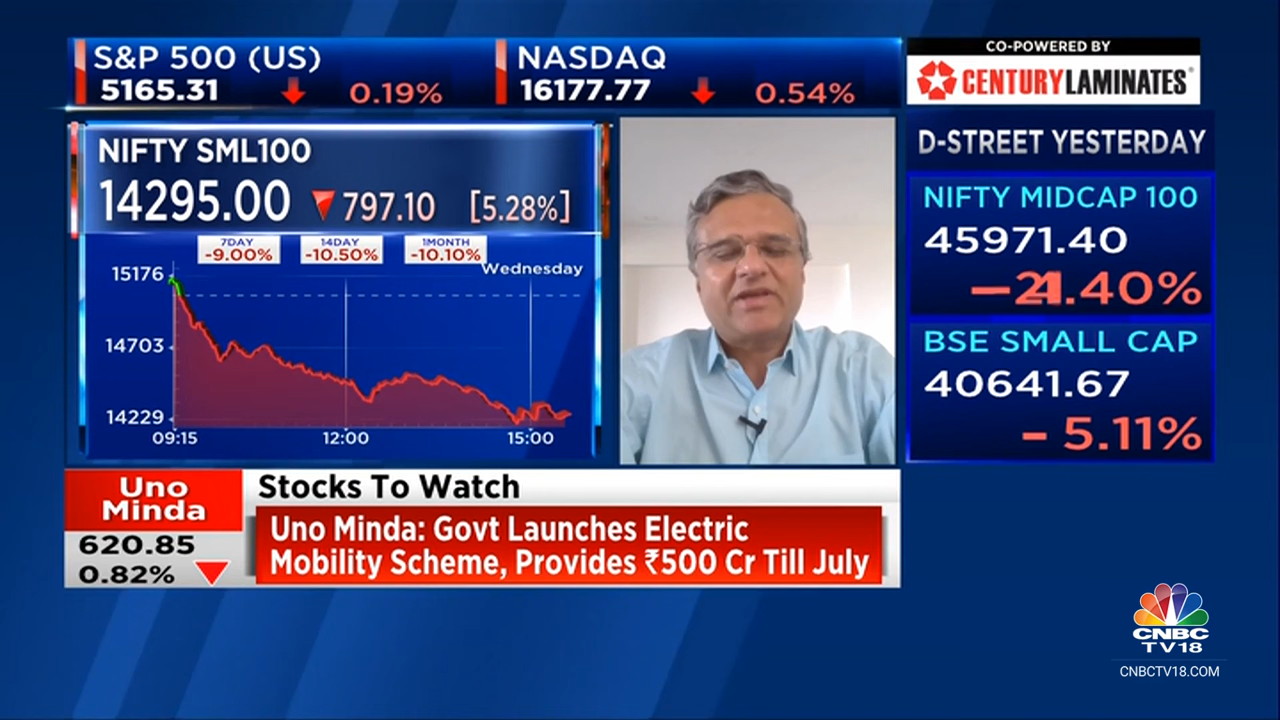 S&P 500 (US)
5165.31 0.19%
NASDAQ
16177.77 0.54%
CO-POWERED BY
CENTURYLAMINATES®
D-STREET YESTERDAY
NIFTY SML100
14295.00 797.10 [5.28%]
7DAY
-9.00%
14DAY
-10.50%
1MONTH
-10.10%
Wednesday
15176
14703
14229
09:15 12:00 15:00
NIFTY MIDCAP 100
45971.40
BSE SMALL CAP
40641.67
- 5.11%
Uno
Minda
620.85
0.82%
Stocks To Watch
Uno Minda: Govt Launches Electric
Mobility Scheme, Provides ₹500 Cr Till July
CNBC
TV18
CNBCTV18.COM